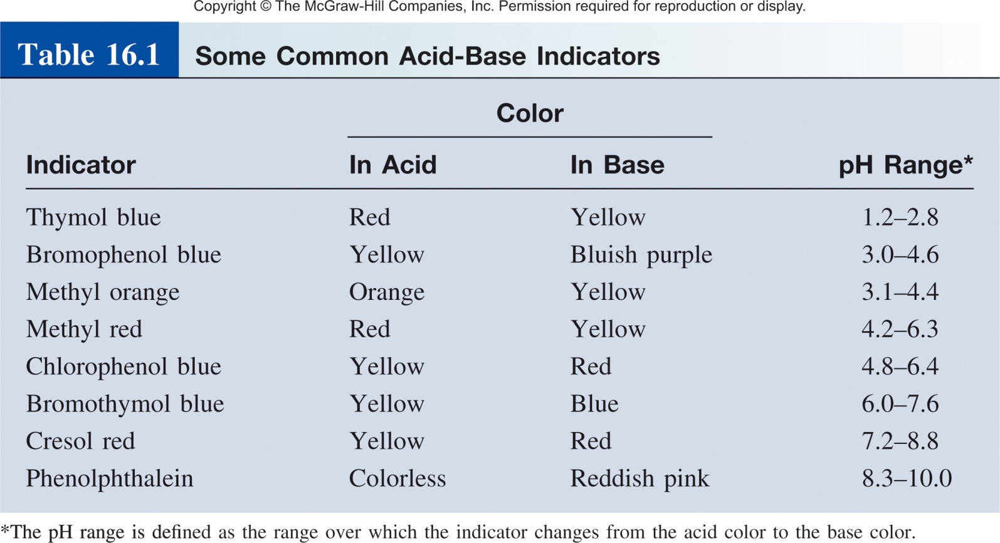 Copyright © The McGraw-Hill Companies, Inc. Permission required for reproduction or display.
Table 16.1 Some Common Acid-Base Indicators
Color
Indicator In Acid In Base pH Range*
Thymol blue Red Yellow 1.2–2.8
Bromophenol blue Yellow Bluish purple 3.0–4.6
Methyl orange Orange Yellow 3.1–4.4
Methyl red Red Yellow 4.2–6.3
Chlorophenol blue Yellow Red 4.8–6.4
Bromothymol blue Yellow Blue 6.0–7.6
Cresol red Yellow Red 7.2–8.8
Phenolphthalein Colorless Reddish pink 8.3–10.0
*The pH range is defined as the range over which the indicator changes from the acid color to the base color.